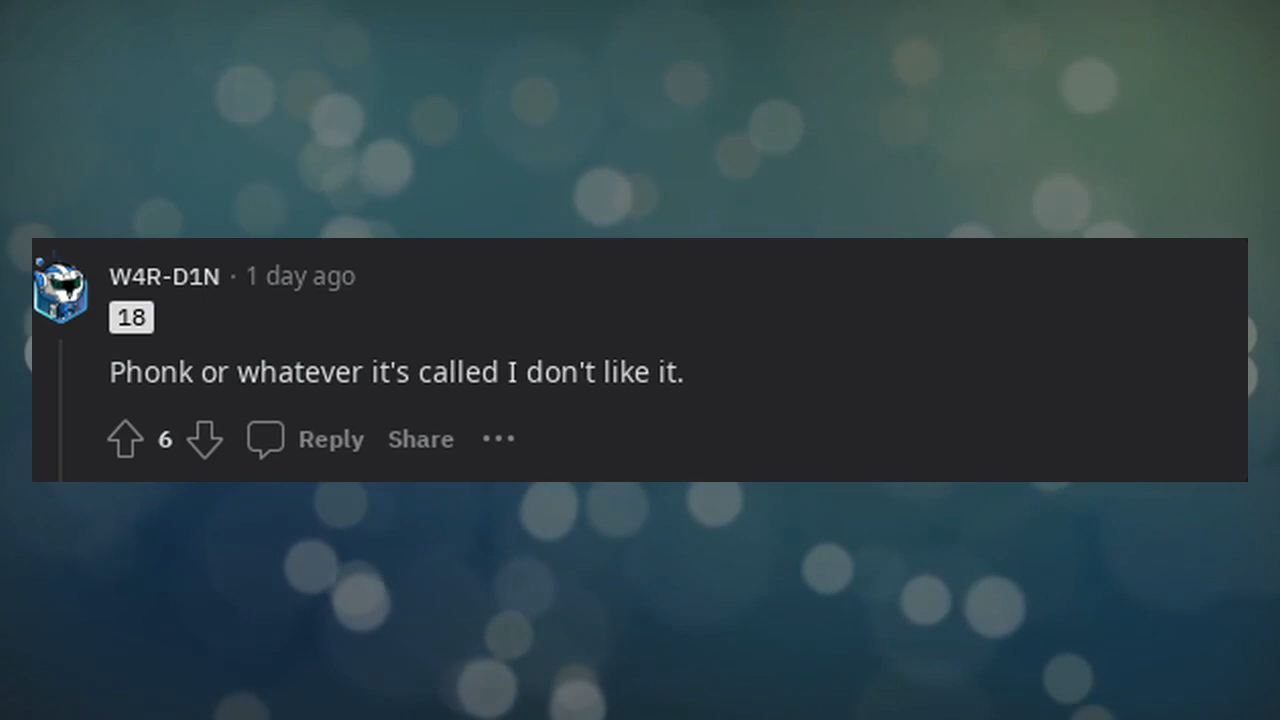 W4R-D1N · 1 day ago
18
Phonk or whatever it's called I don't like it.
6 Reply Share •••